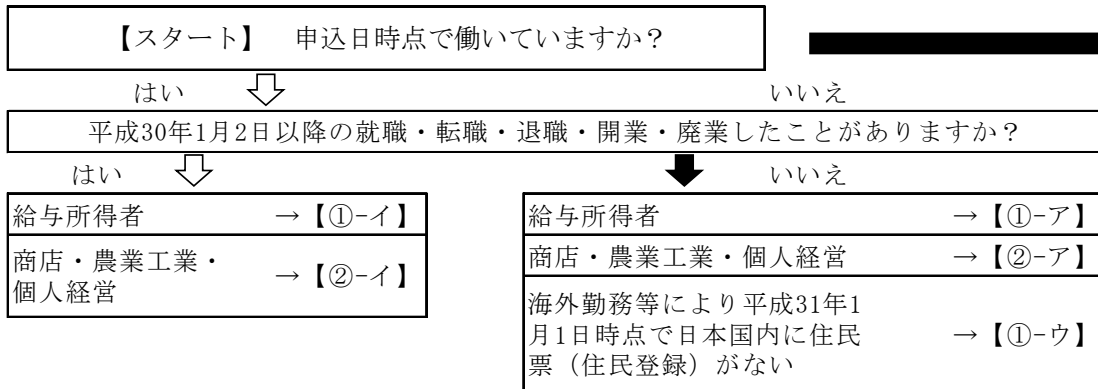 【スタート】　申込日時点で働いていますか？
はい　いいえ
平成30年1月2日以降の就職・転職・退職・開業・廃業したことがありますか？
はい　いいえ
給与所得者　→【①-イ】
商店・農業工業・
個人経営　→【②-イ】
給与所得者　→【①-ア】
商店・農業工業・個人経営　→【②-ア】
海外勤務等により平成31年1
月1日時点で日本国内に住民　→【①-ウ】
票（住民登録）がない